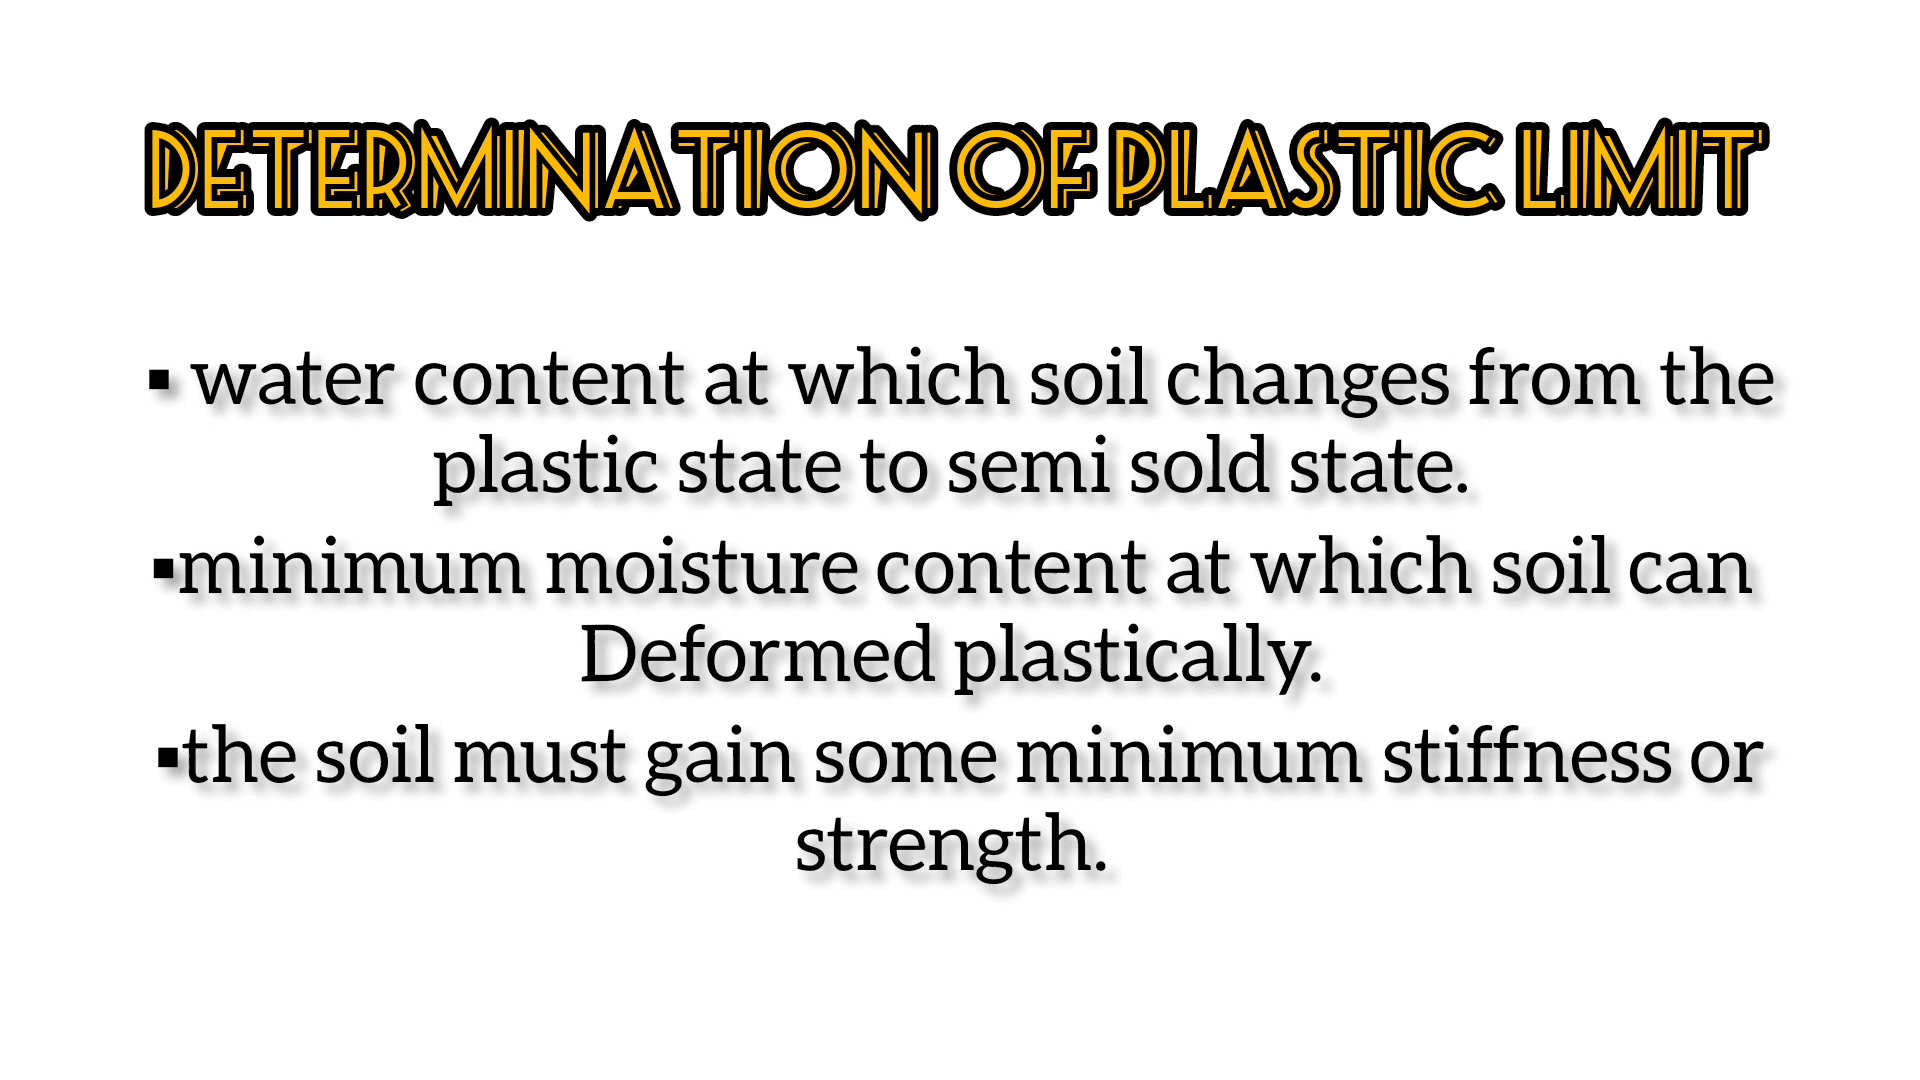 DETERMINATION OF PLASTIC LIMIT
▪ water content at which soil changes from the
plastic state to semi sold state.
▪minimum moisture content at which soil can
Deformed plastically.
▪the soil must gain some minimum stiffness or
strength.